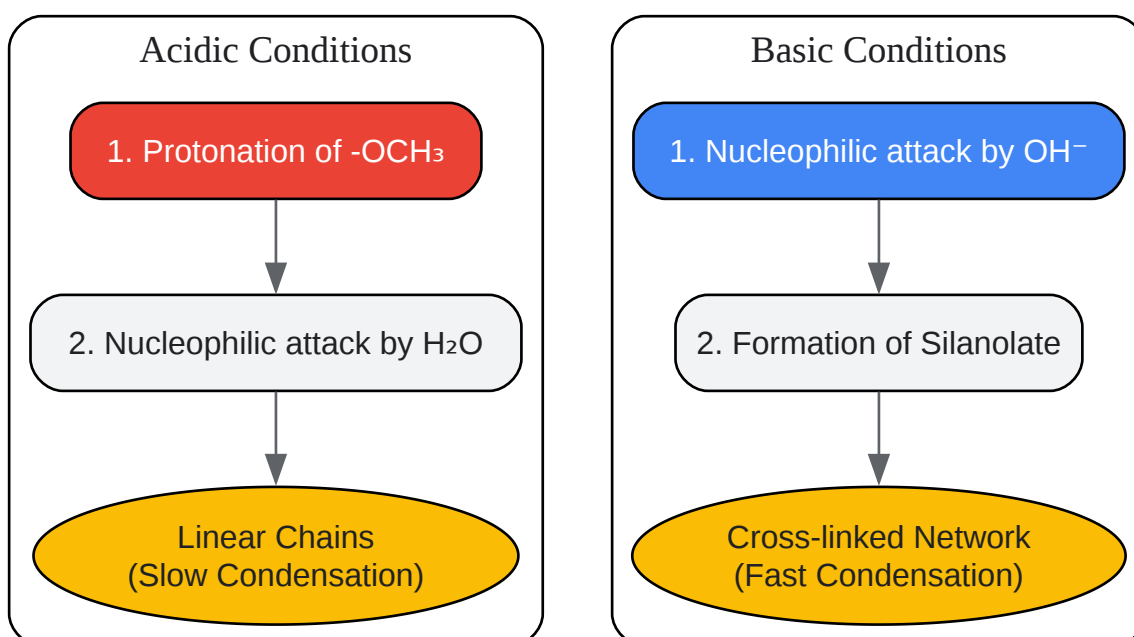 Acidic Conditions
1. Protonation of -OCH₃
2. Nucleophilic attack by H₂O
Linear Chains
(Slow Condensation)
Basic Conditions
1. Nucleophilic attack by OH⁻
2. Formation of Silanolate
Cross-linked Network
(Fast Condensation)